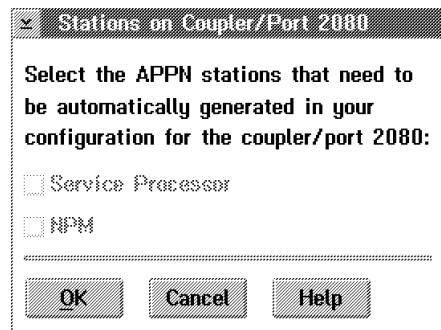 Stations on Coupler/Port 2080
Select the APPN stations that need to
be automatically generated in your
configuration for the coupler/port 2080:
Service Processor
NPM
OK
Cancel
Help